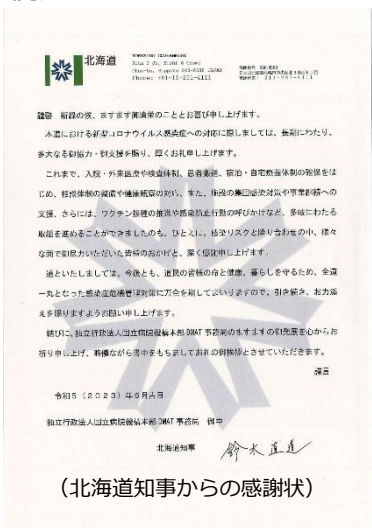 北海道
謹啓 新緑の候、ますます御清栄のこととお喜び申し上げます。
本道における新型コロナウイルス感染症への対応に際しましては、長期にわたり、
多大なる御協力・御支援を賜り、厚くお礼申し上げます。
これまで、入院・外来医療や検査体制、患者搬送、宿泊・自宅療養体制の確保をは
じめ、相談体制の整備や健康観察の対応、また、施設の集団感染対策や事業継続への
支援、さらには、ワクチン接種の推進や感染防止行動の呼びかけなど、多岐にわたる
取組を進めることができましたのも、ひとえに、感染リスクと隣り合わせの中、様々
な面で御尽力いただいた皆様のおかげと、深く感謝申し上げます。
道といたしましては、今後とも、道民の皆様の命と健康、暮らしを守るため、全道
一丸となった感染症危機管理対策に万全を期してまいりますので、引き続き、お力添
えを賜りますようお願い申し上げます。
結びに、独立行政法人国立病院機構本部 DMAT 事務局のますますの御発展を心からお
祈り申し上げ、略儀ながら書中をもちましてお礼の御挨拶とさせていただきます。
謹言
令和5(2023)年6月吉日
独立行政法人国立病院機構本部 DMAT 事務局 御中
北海道知事 鈴木直道
(北海道知事からの感謝状)